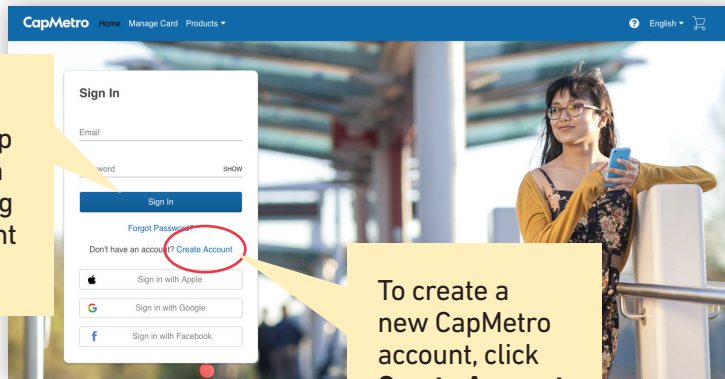 CapMetro Home Manage Card Products
English
Sign In
Email
SHOW
Sign In
Forgot Password?
Don't have an account? Create Account
Sign in with Apple
Sign in with Google
Sign in with Facebook
To create a
new CapMetro
account, click
Create Account